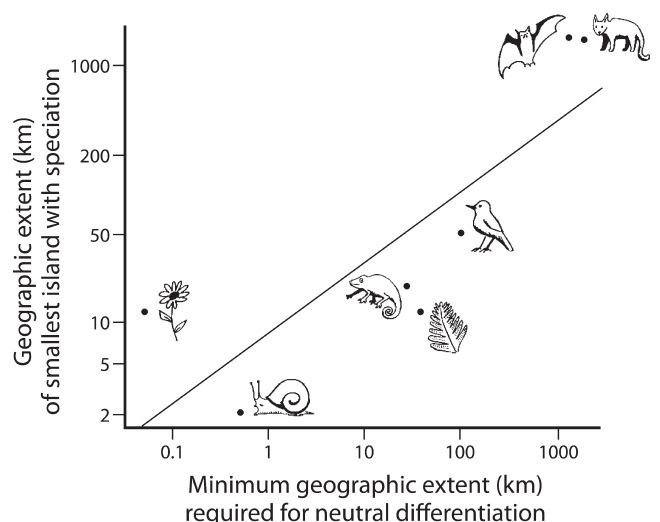 Geographic extent (km)
of smallest island with speciation
1000
200
50
10
5
2
0.1
1
10
100
1000
Minimum geographic extent (km)
required for neutral differentiation